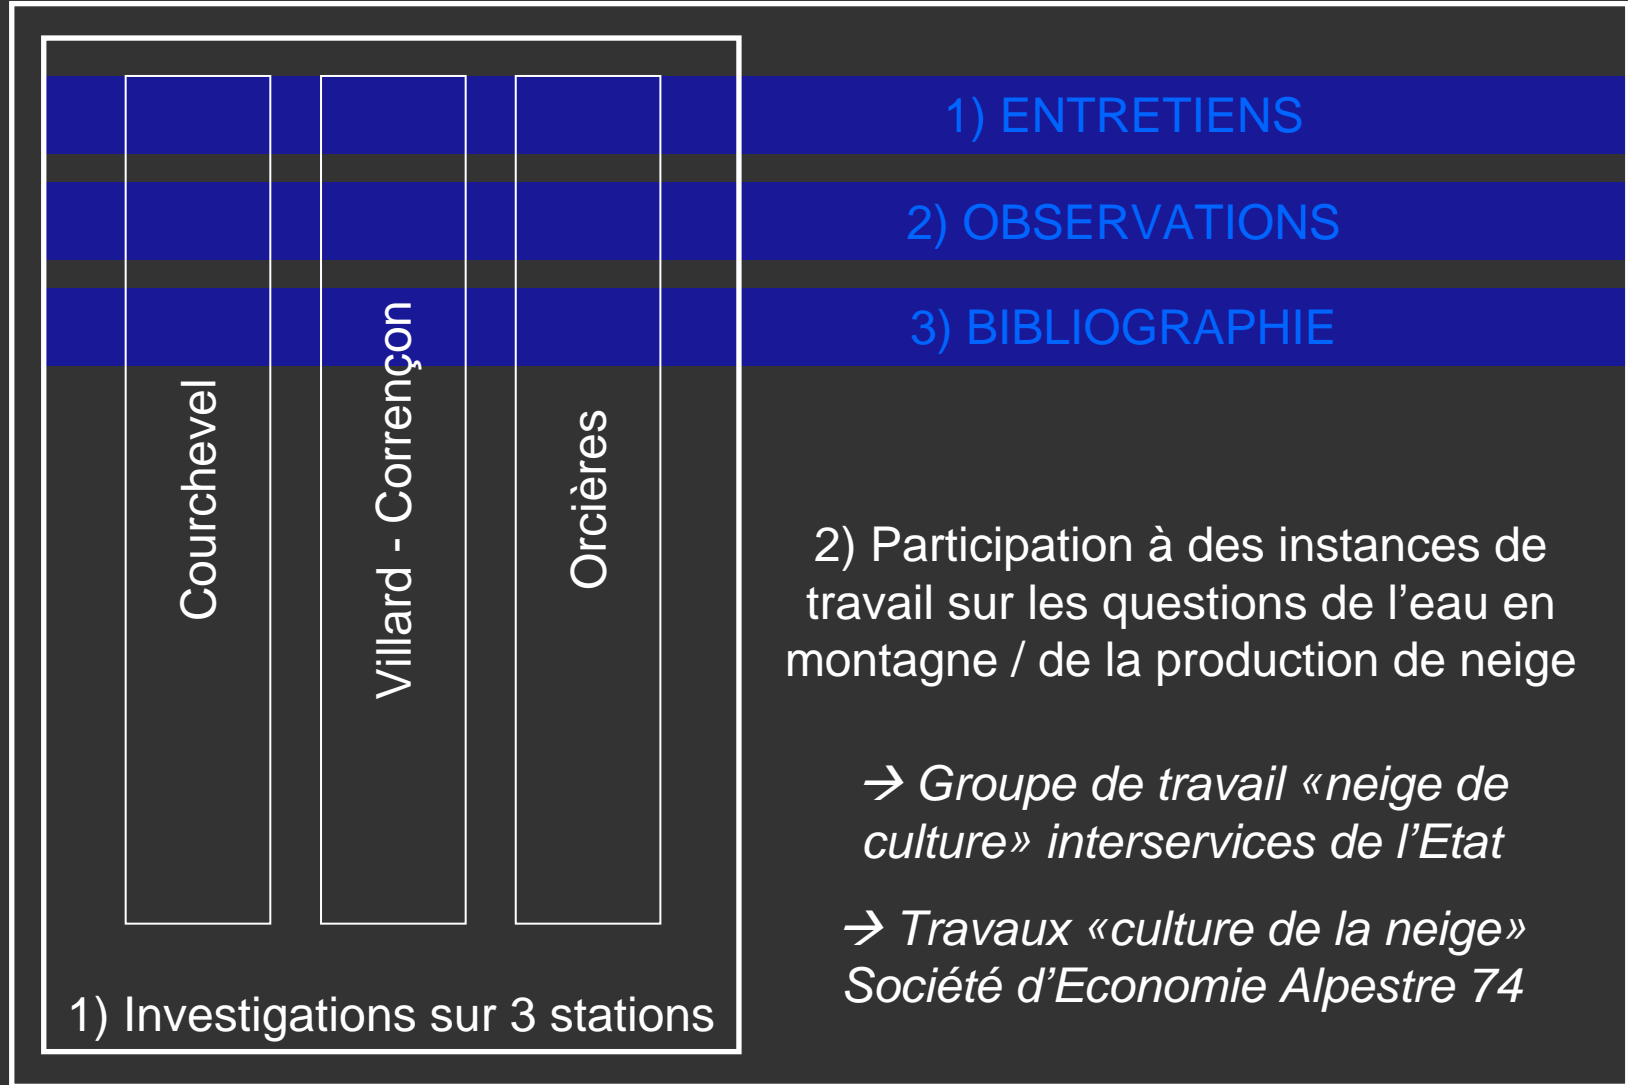 1) ENTRETIENS
2) OBSERVATIONS
3) BIBLIOGRAPHIE
Courchevel
Villard - Corrençon
Orcières
1) Investigations sur 3 stations
2) Participation à des instances de
travail sur les questions de l’eau en
montagne / de la production de neige
→ Groupe de travail «neige de
culture» interservices de l’Etat
→ Travaux «culture de la neige»
Société d’Economie Alpestre 74